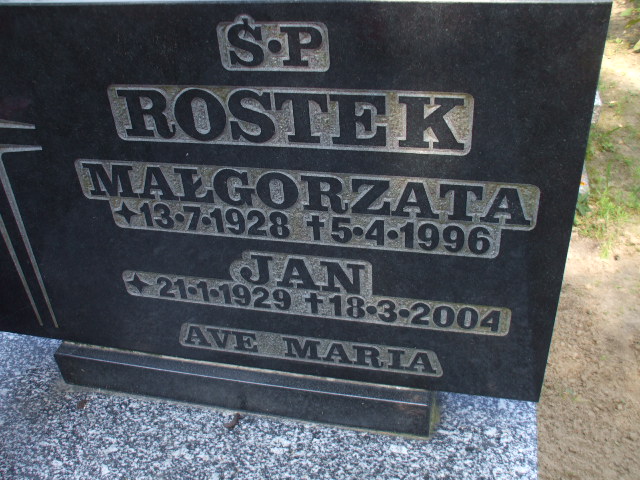 Ś·P
ROSTEK
MAŁGORZATA
13·7·1928 †5·4·1996
JAN
21·1·1929 †18·3·2004
AVE MARIA